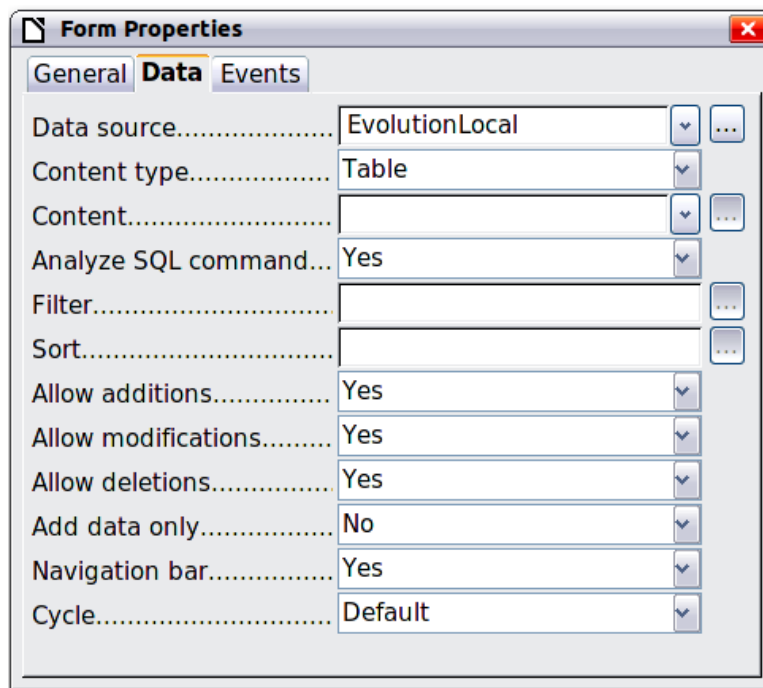 Form Properties
General Data Events
Data source..................... EvolutionLocal ...
Content type................... Table
Content........................... ...
Analyze SQL command... Yes
Filter................................ ...
Sort................................. ...
Allow additions............... Yes
Allow modifications......... Yes
Allow deletions................ Yes
Add data only.................. No
Navigation bar................. Yes
Cycle................................ Default